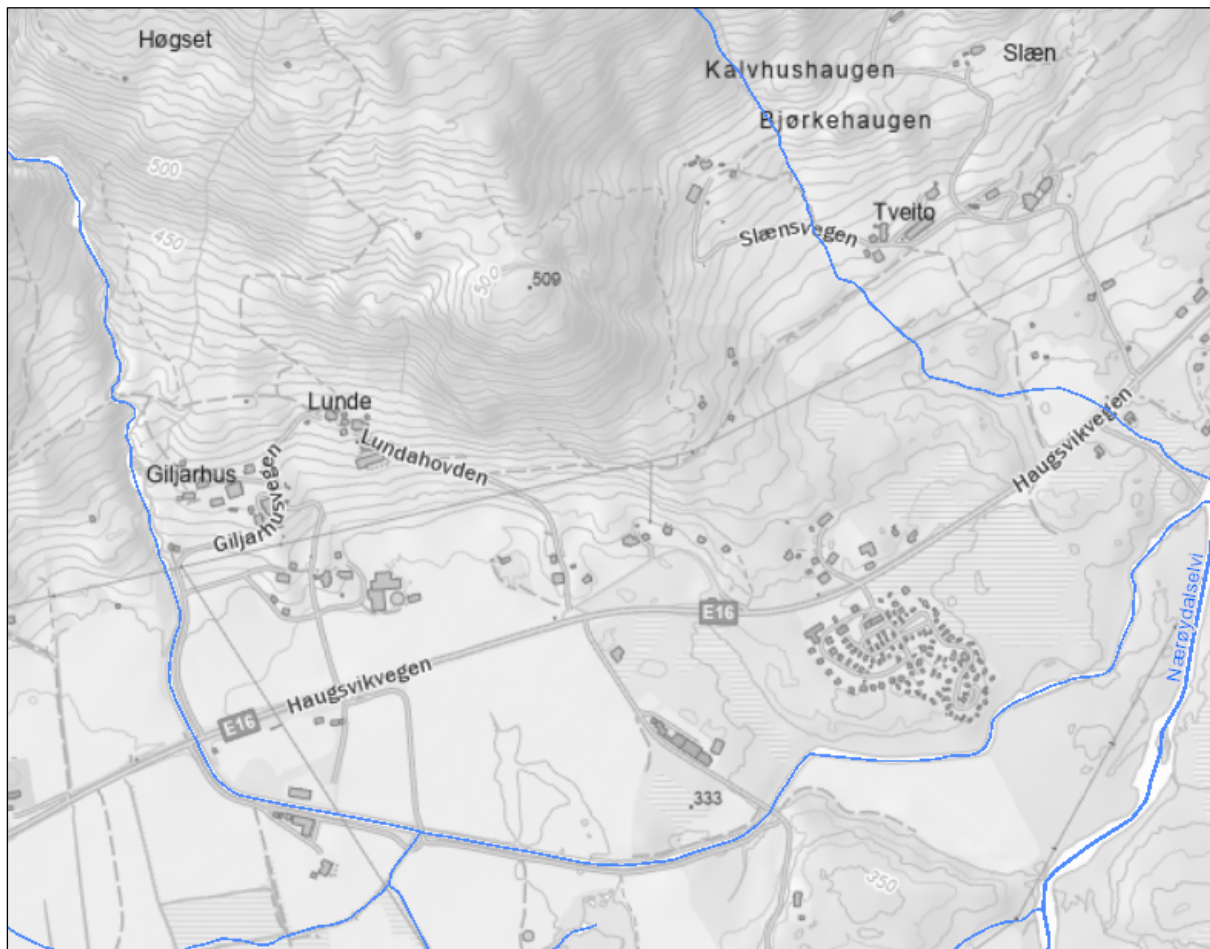 Høgset
Slæn
Kalvhushaugen
Bjørkehaugen
500
Tveito
450
Slænsvegen
500
509
Lunde
Lundahovden
Haugsvikvegen
Giljarhus
Giljarhusvegen
Giljarhusvegen
E16
Nærøydalselvi
Haugsvikvegen
E16
333
350